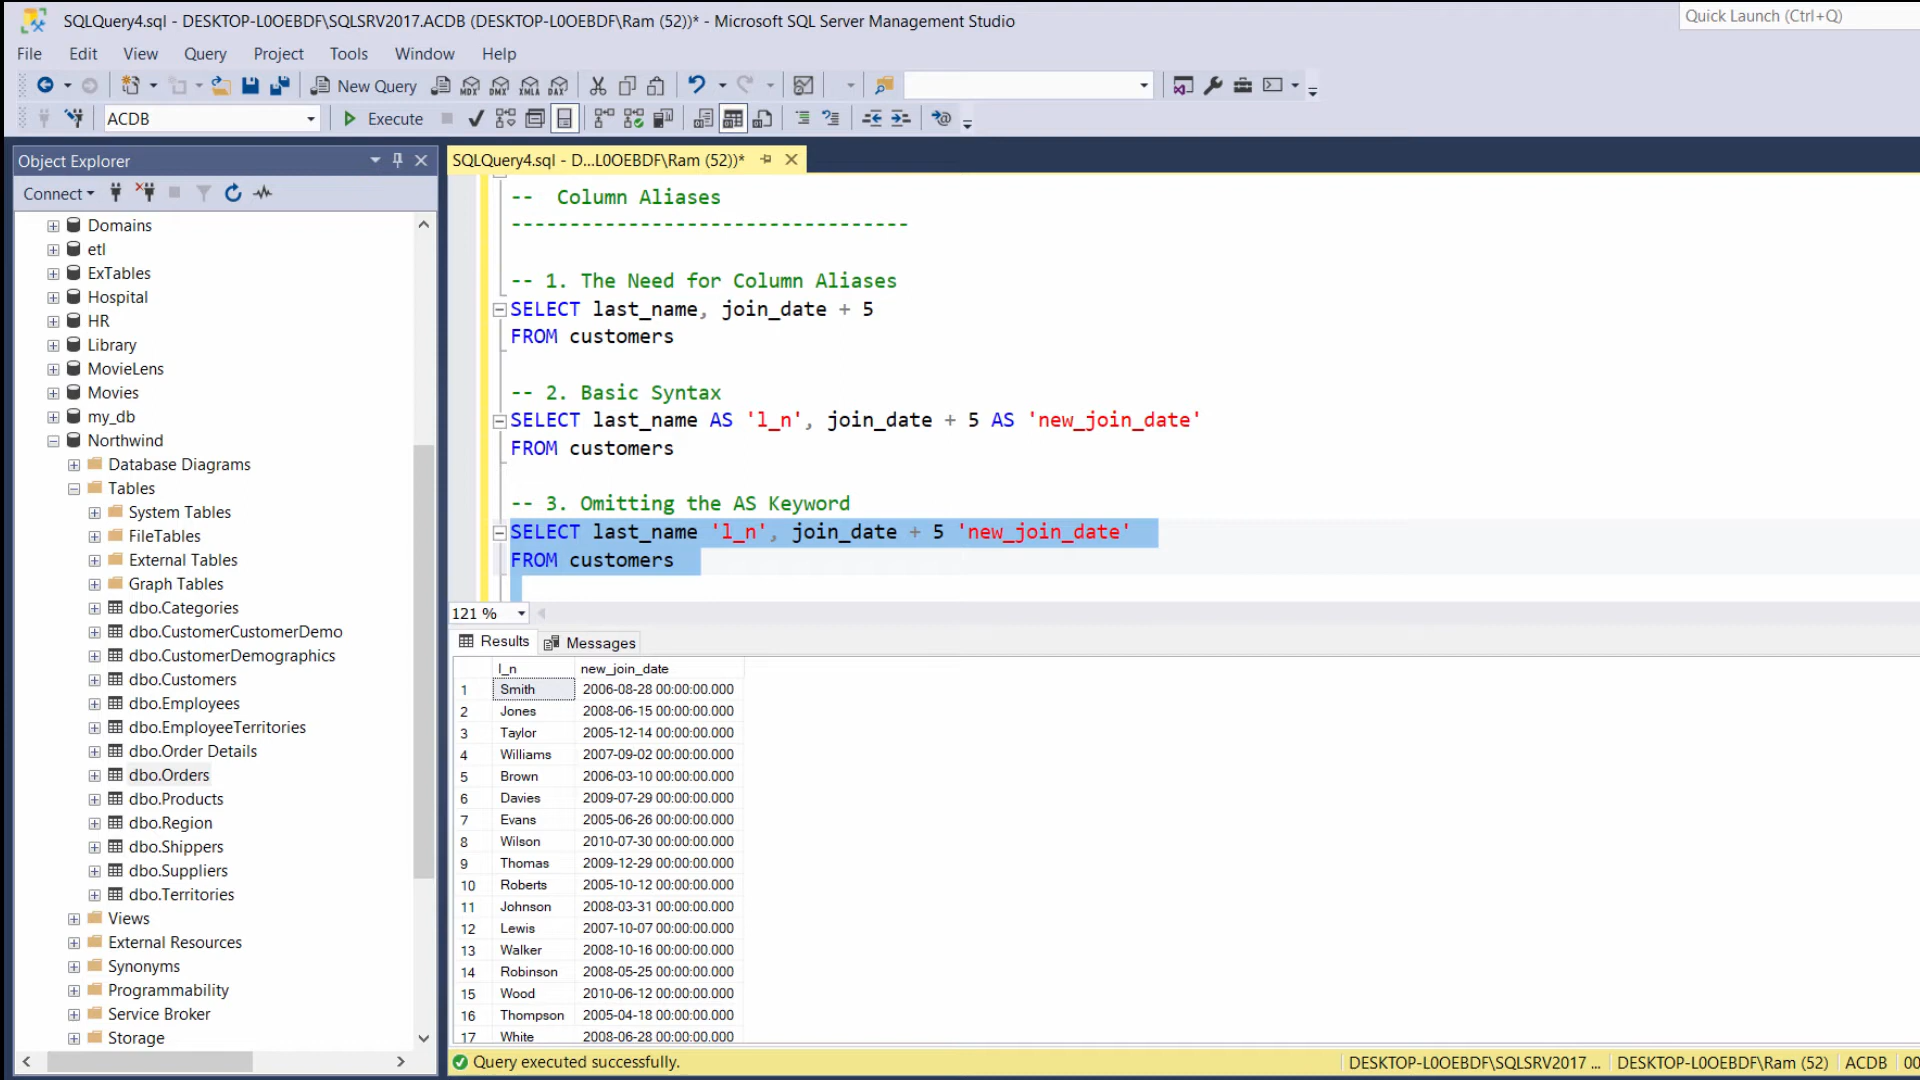 SQLQuery4.sql - DESKTOP-L0OEBDF\SQLSRV2017.ACDB (DESKTOP-L0OEBDF\Ram (52))* - Microsoft SQL Server Management Studio
Quick Launch (Ctrl+Q)
File Edit View Query Project Tools Window Help
New Query MDX DMX XMLA DAX
ACDB Execute
Object Explorer
Connect
Domains
etl
ExTables
Hospital
HR
Library
MovieLens
Movies
my_db
Northwind
Database Diagrams
Tables
System Tables
FileTables
External Tables
Graph Tables
dbo.Categories
dbo.CustomerCustomerDemo
dbo.CustomerDemographics
dbo.Customers
dbo.Employees
dbo.EmployeeTerritories
dbo.Order Details
dbo.Orders
dbo.Products
dbo.Region
dbo.Shippers
dbo.Suppliers
dbo.Territories
Views
External Resources
Synonyms
Programmability
Service Broker
Storage
SQLQuery4.sql - D...L0OEBDF\Ram (52))*
-- Column Aliases
----------------------------------
-- 1. The Need for Column Aliases
SELECT last_name, join_date + 5
FROM customers
-- 2. Basic Syntax
SELECT last_name AS 'l_n', join_date + 5 AS 'new_join_date'
FROM customers
-- 3. Omitting the AS Keyword
SELECT last_name 'l_n', join_date + 5 'new_join_date'
FROM customers
121 %
Results Messages
l_n new_join_date
1 Smith 2006-08-28 00:00:00.000
2 Jones 2008-06-15 00:00:00.000
3 Taylor 2005-12-14 00:00:00.000
4 Williams 2007-09-02 00:00:00.000
5 Brown 2006-03-10 00:00:00.000
6 Davies 2009-07-29 00:00:00.000
7 Evans 2005-06-26 00:00:00.000
8 Wilson 2010-07-30 00:00:00.000
9 Thomas 2009-12-29 00:00:00.000
10 Roberts 2005-10-12 00:00:00.000
11 Johnson 2008-03-31 00:00:00.000
12 Lewis 2007-10-07 00:00:00.000
13 Walker 2008-10-16 00:00:00.000
14 Robinson 2008-05-25 00:00:00.000
15 Wood 2010-06-12 00:00:00.000
16 Thompson 2005-04-18 00:00:00.000
17 White 2008-06-28 00:00:00.000
Query executed successfully.
DESKTOP-L0OEBDF\SQLSRV2017 ... DESKTOP-L0OEBDF\Ram (52) ACDB 00